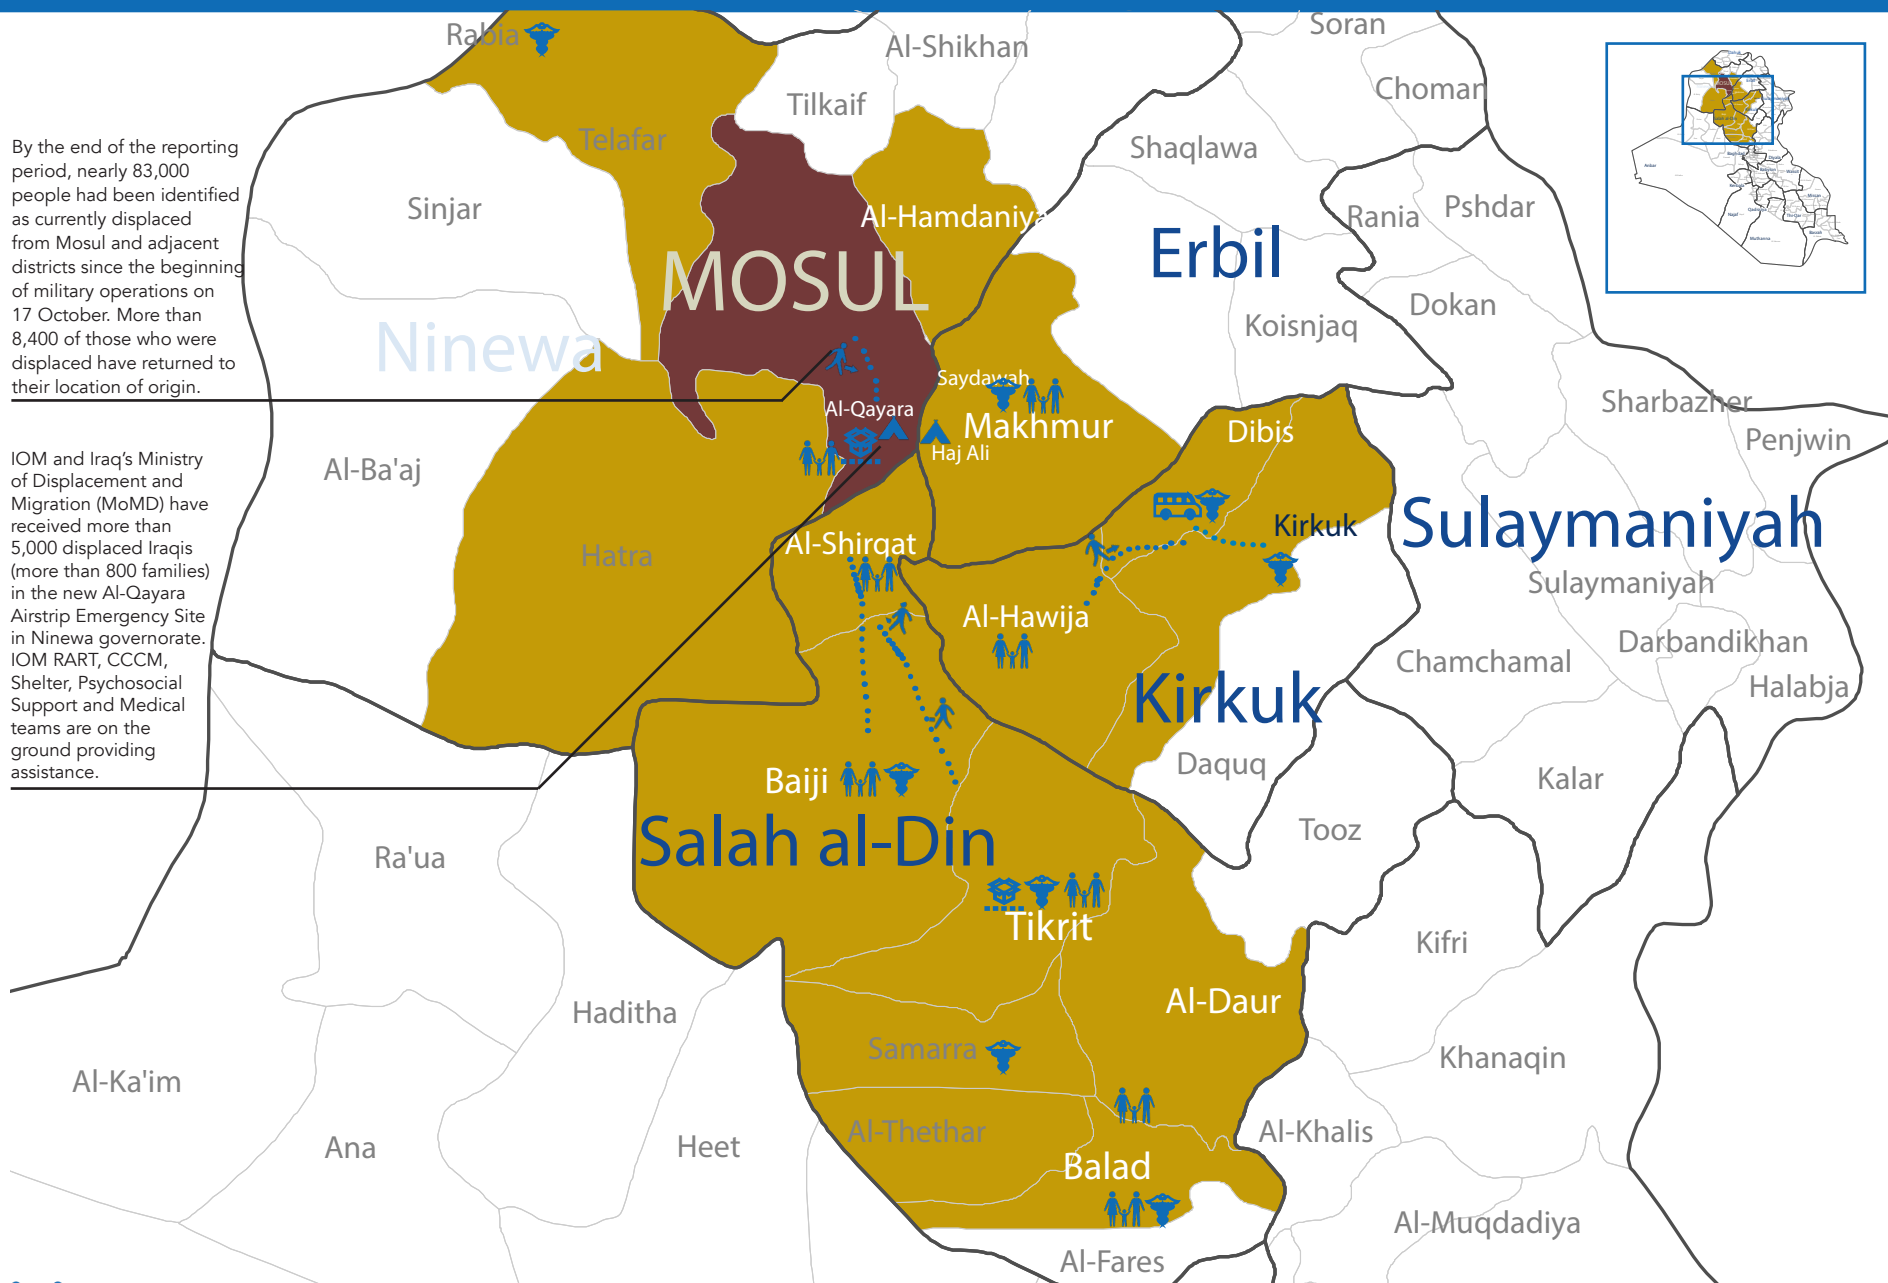 By the end of the reporting
period, nearly 83,000
people had been identified
as currently displaced
from Mosul and adjacent
districts since the beginning
of military operations on
17 October. More than
8,400 of those who were
displaced have returned to
their location of origin.
IOM and Iraq's Ministry
of Displacement and
Migration (MoMD) have
received more than
5,000 displaced Iraqis
(more than 800 families)
in the new Al-Qayara
Airstrip Emergency Site
in Ninewa governorate.
IOM RART, CCCM,
Shelter, Psychosocial
Support and Medical
teams are on the
ground providing
assistance.
Rabia
Al-Shikhan
Soran
Choman
Tilkaif
Telafar
Shaqlawa
Sinjar
Al-Hamdaniya
Rania
Pshdar
MOSUL
Erbil
Dokan
Koisnjaq
Ninewa
Saydawah
Al-Qayara
Makhmur
Haj Ali
Dibis
Sharbazher
Penjwin
Al-Ba'aj
Kirkuk
Sulaymaniyah
Hatra
Al-Shirqat
Sulaymaniyah
Al-Hawija
Darbandikhan
Chamchamal
Halabja
Kirkuk
Daquq
Kalar
Baiji
Salah al-Din
Tooz
Ra'ua
Tikrit
Kifri
Al-Daur
Haditha
Samarra
Khanaqin
Al-Ka'im
Al-Thethar
Al-Khalis
Ana
Heet
Balad
Al-Muqdadiya
Al-Fares
Anbar
Najaf
Muthanna
Basrah